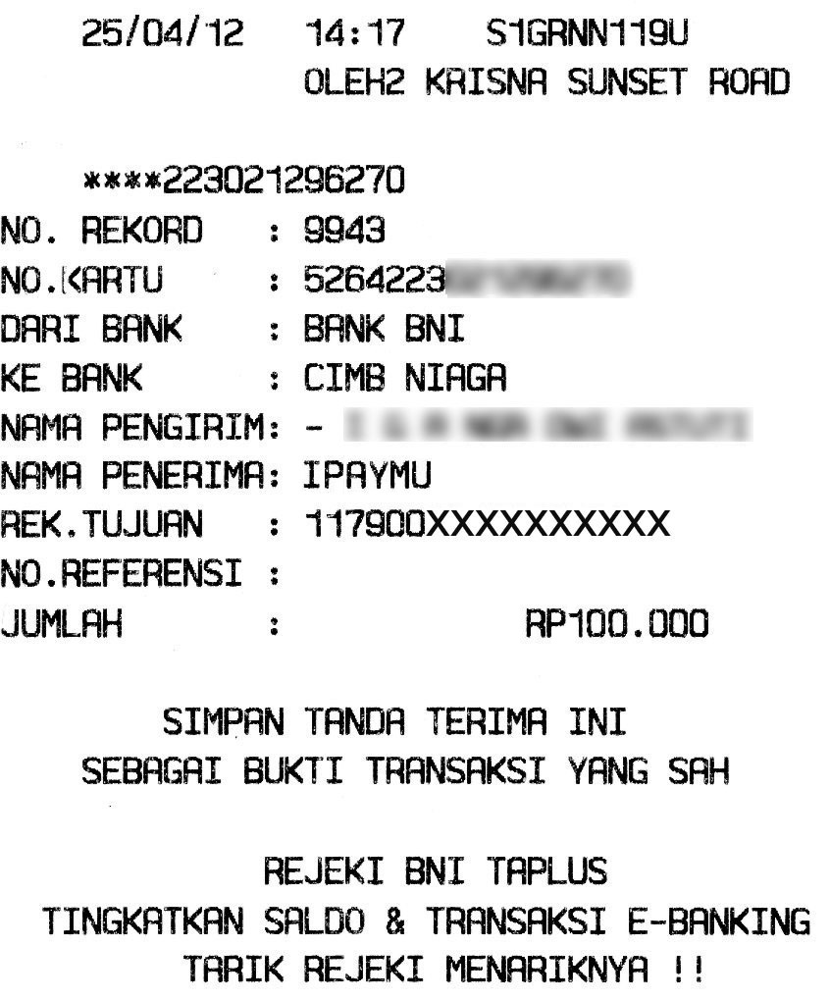 25/04/12 14:17 S1GRNN119U
OLEH2 KRISNA SUNSET ROAD
****223021296270
NO. REKORD : 9943
NO.KARTU : 5264223
DARI BANK : BANK BNI
KE BANK : CIMB NIAGA
NAMA PENGIRIM: -
NAMA PENERIMA: IPAYMU
REK.TUJUAN : 117900XXXXXXXXXX
NO.REFERENSI :
JUMLAH : RP100.000
SIMPAN TANDA TERIMA INI
SEBAGAI BUKTI TRANSAKSI YANG SAH
REJEKI BNI TAPLUS
TINGKATKAN SALDO & TRANSAKSI E-BANKING
TARIK REJEKI MENARIKNYA !!